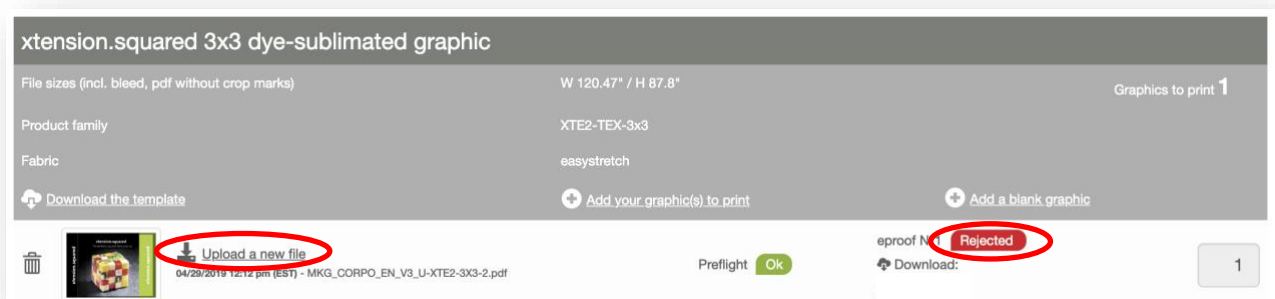 xtension.squared 3x3 dye-sublimated graphic
File sizes (incl. bleed, pdf without crop marks) W 120.47" / H 87.8" Graphics to print 1
Product family XTE2-TEX-3x3
Fabric easystretch
Download the template Add your graphic(s) to print Add a blank graphic
eproof N°1 Rejected
Upload a new file
04/29/2019 12:12 pm (EST) - MKG_CORPO_EN_V3_U-XTE2-3X3-2.pdf
Preflight Ok
Download:
1
xtension.squared